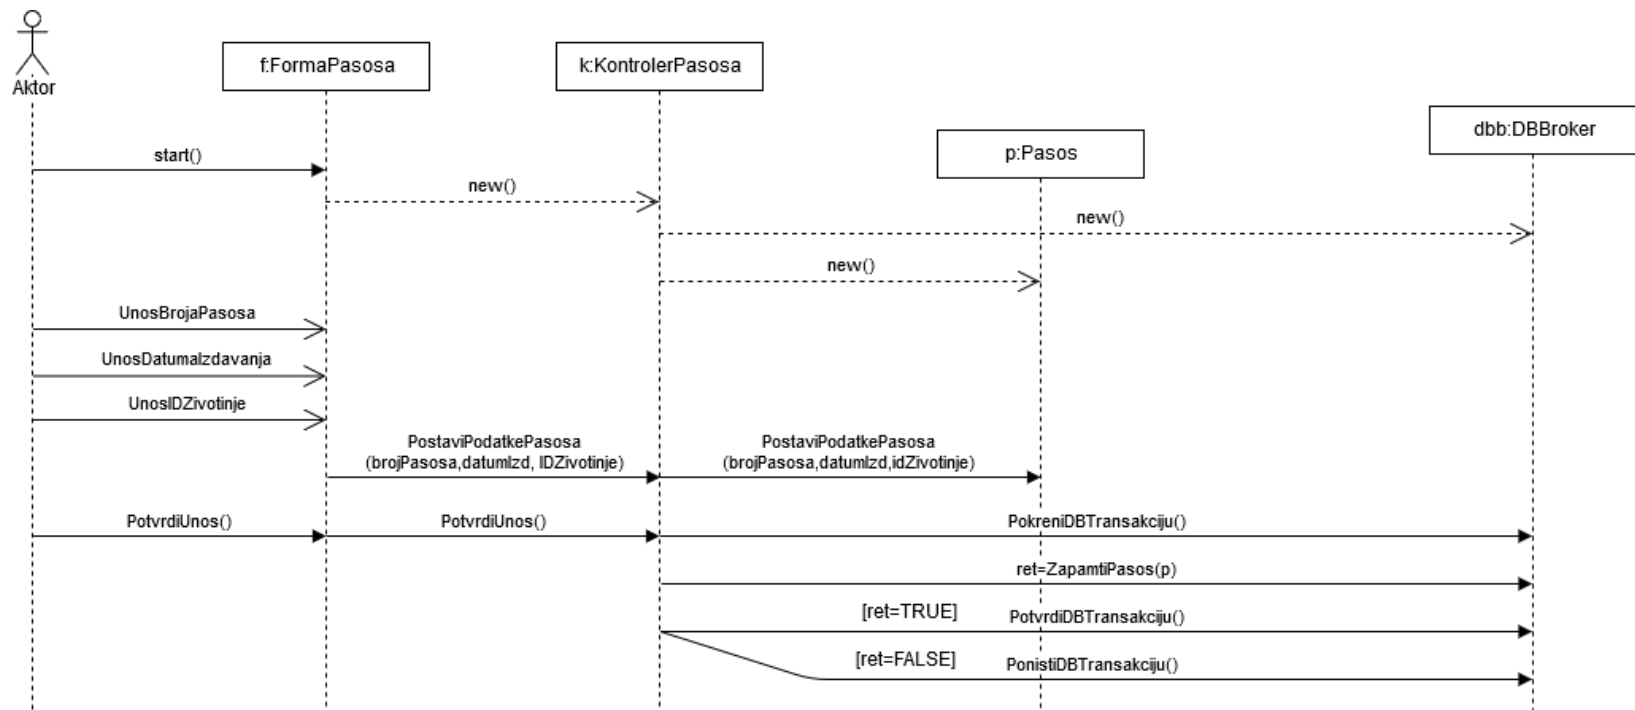 Aktor
f:FormaPasosa
k:KontrolerPasosa
p:Pasos
dbb:DBBroker
start()
new()
new()
new()
UnosBrojaPasosa
UnosDatumaIzdavanja
UnosIDZivotinje
PostaviPodatkePasosa
(brojPasosa,datumIzd, IDZivotinje)
PostaviPodatkePasosa
(brojPasosa,datumIzd,idZivotinje)
PotvrdiUnos()
PotvrdiUnos()
PokreniDBTransakciju()
ret=ZapamtiPasos(p)
[ret=TRUE]
PotvrdiDBTransakciju()
[ret=FALSE]
PonistiDBTransakciju()